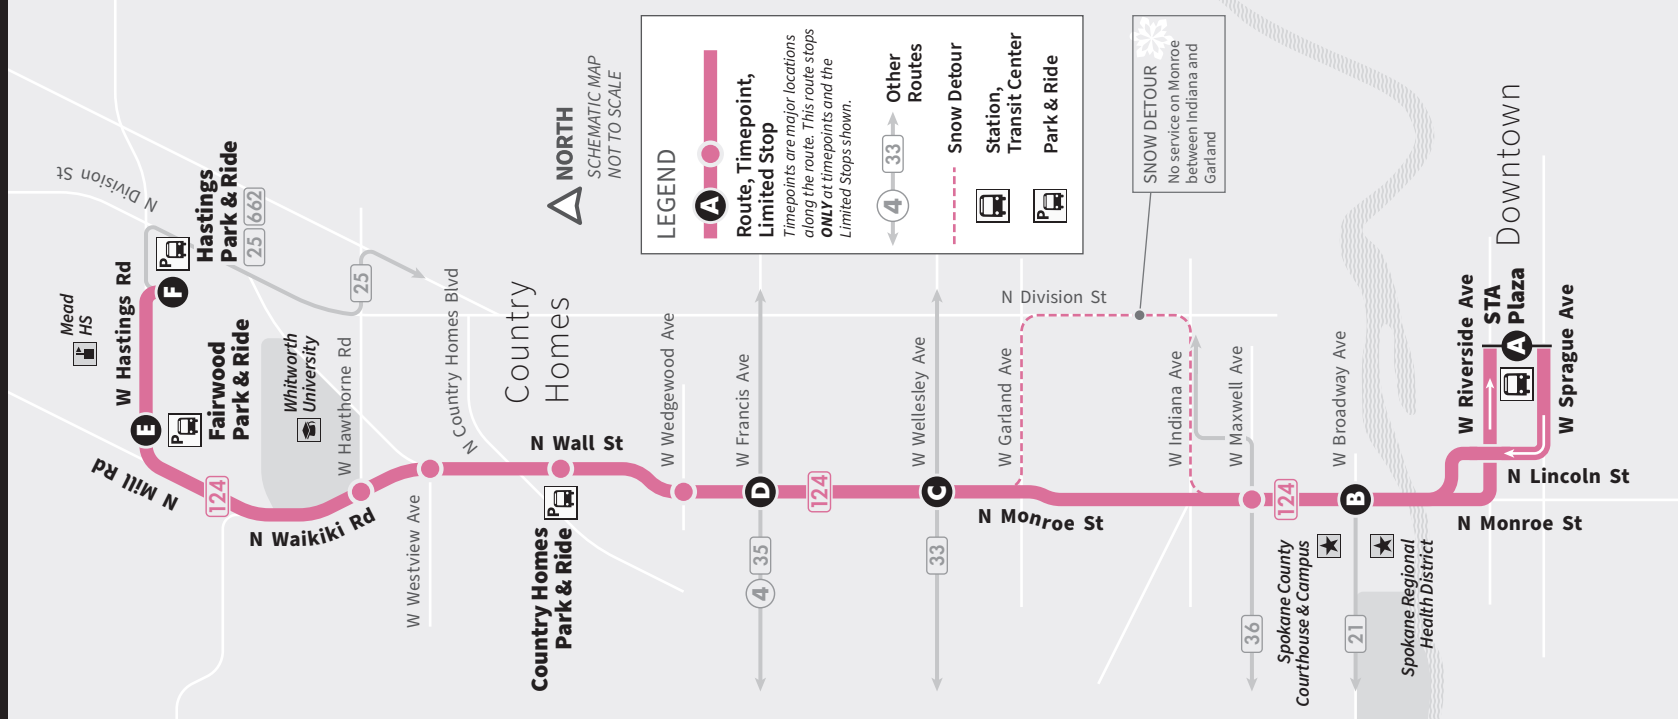 N Division St
Hastings
Park & Ride
25
662
W Hastings Rd
F
P
Mead
HS
Fairwood
Park & Ride
E
P
N Mill Rd
124
Whitworth
University
N Waikiki Rd
W Hawthorne Rd
25
N Country Homes Blvd
W Westview Ave
Country
Homes
N Wall St
P
Country Homes
Park & Ride
NORTH
SCHEMATIC MAP
NOT TO SCALE
W Wedgewood Ave
W Francis Ave
D
35
4
124
W Wellesley Ave
C
33
N Monroe St
W Garland Ave
N Division St
W Indiana Ave
W Maxwell Ave
36
124
W Broadway Ave
B
21
Spokane County
Courthouse & Campus
Spokane Regional
Health District
N Monroe St
N Lincoln St
W Riverside Ave
STA
Plaza
A
W Sprague Ave
Downtown
LEGEND
A
Route, Timepoint,
Limited Stop
Timepoints are major locations
along the route. This route stops
ONLY at timepoints and the
Limited Stops shown.
4
33
Other
Routes
Snow Detour
Station,
Transit Center
P
Park & Ride
SNOW DETOUR
No service on Monroe
between Indiana and
Garland